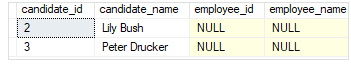 candidate_id candidate_name employee_id employee_name
2 Lily Bush NULL NULL
3 Peter Drucker NULL NULL